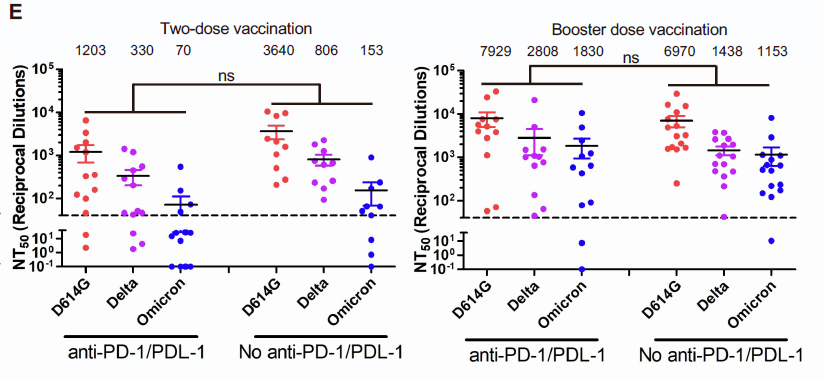 E
Two-dose vaccination
1203 330 70 3640 806 153
ns
NT50 (Reciprocal Dilutions)
10^5
10^4
10^3
10^2
10^1
10^0
10^-1
D614G Delta Omicron D614G Delta Omicron
anti-PD-1/PDL-1 No anti-PD-1/PDL-1
Booster dose vaccination
7929 2808 1830 6970 1438 1153
ns
NT50 (Reciprocal Dilutions)
10^5
10^4
10^3
10^2
10^1
10^0
10^-1
D614G Delta Omicron D614G Delta Omicron
anti-PD-1/PDL-1 No anti-PD-1/PDL-1